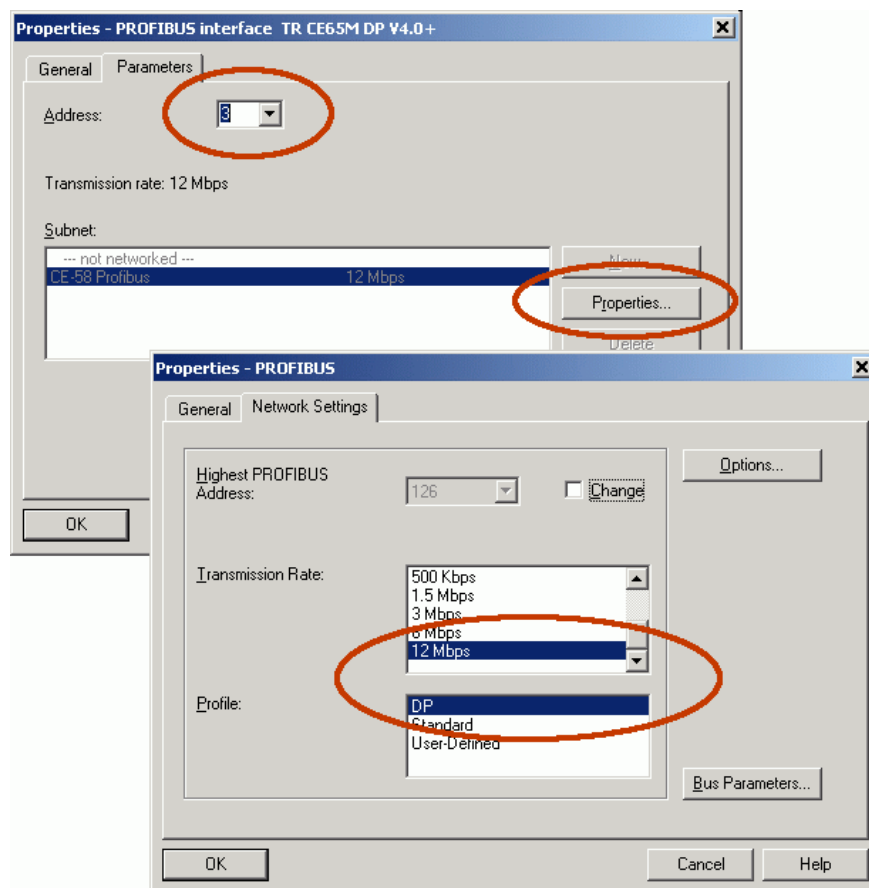 Properties - PROFIBUS interface TR CE65M DP V4.0+
General Parameters
Address: 3
Transmission rate: 12 Mbps
Subnet:
--- not networked ---
CE-58 Profibus 12 Mbps
New...
Properties...
Delete
OK
Properties - PROFIBUS
General Network Settings
Highest PROFIBUS
Address:
126
Change
Options...
Transmission Rate:
500 Kbps
1.5 Mbps
3 Mbps
6 Mbps
12 Mbps
Profile:
DP
Standard
User-Defined
Bus Parameters...
OK Cancel Help